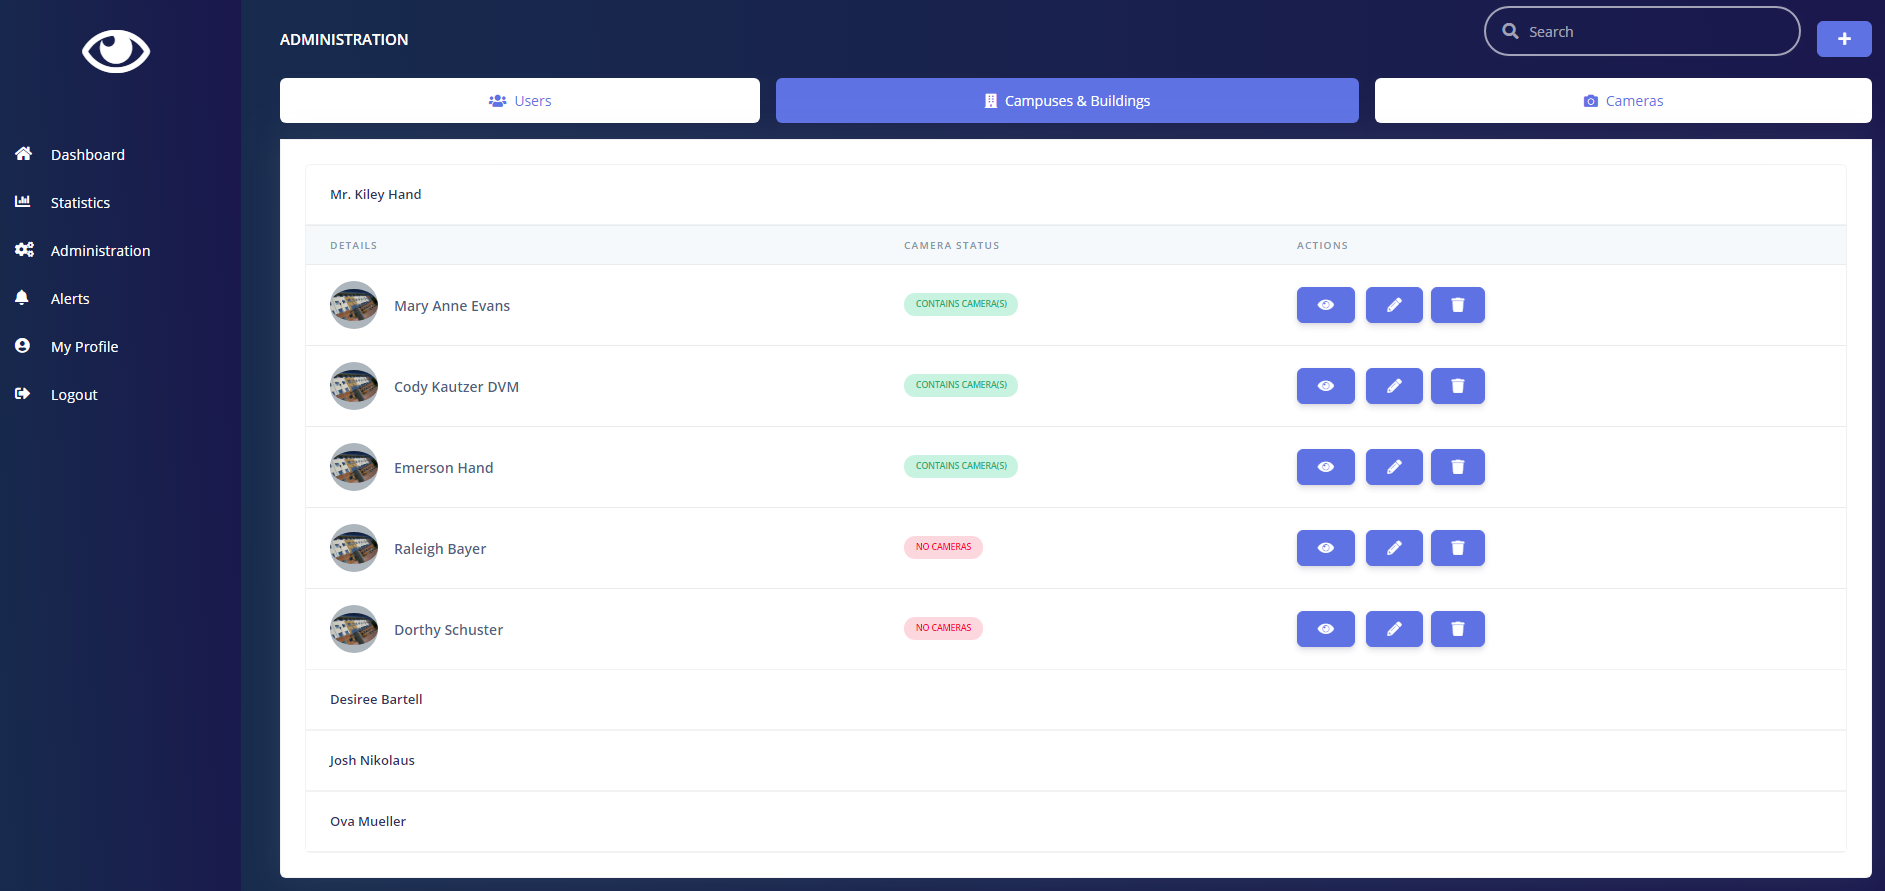 ADMINISTRATION
Search
Users
Campuses & Buildings
Cameras
Dashboard
Statistics
Administration
Alerts
My Profile
Logout
Mr. Kiley Hand
DETAILS CAMERA STATUS ACTIONS
Mary Anne Evans CONTAINS CAMERA(S)
Cody Kautzer DVM CONTAINS CAMERA(S)
Emerson Hand CONTAINS CAMERA(S)
Raleigh Bayer NO CAMERAS
Dorthy Schuster NO CAMERAS
Desiree Bartell
Josh Nikolaus
Ova Mueller